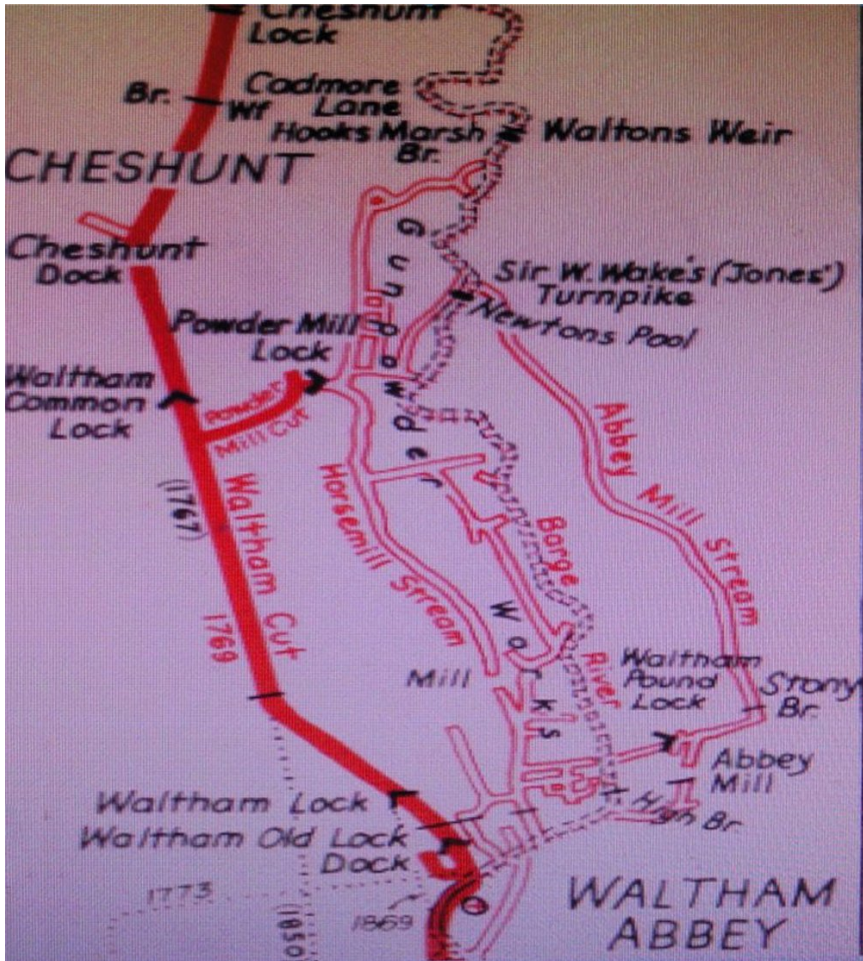 Cheshunt
Lock
Br.
Wf
Cadmore
Lane
Hooks Marsh
Br.
Waltons Weir
CHESHUNT
Cheshunt
Dock
Gunpowder
Works
Sir W. Wake's (Jones')
Turnpike
Newtons Pool
Powder Mill
Lock
Waltham
Common
Lock
Powder
Mill Cut
Abbey Mill Stream
(1767)
Waltham Cut
1769
Horsemill Stream
Barge
River
Mill
Waltham
Pound
Lock
Stony
Br.
Abbey
Mill
High Br.
Waltham Lock
Waltham Old Lock
Dock
1773
(1850)
1869
WALTHAM
ABBEY